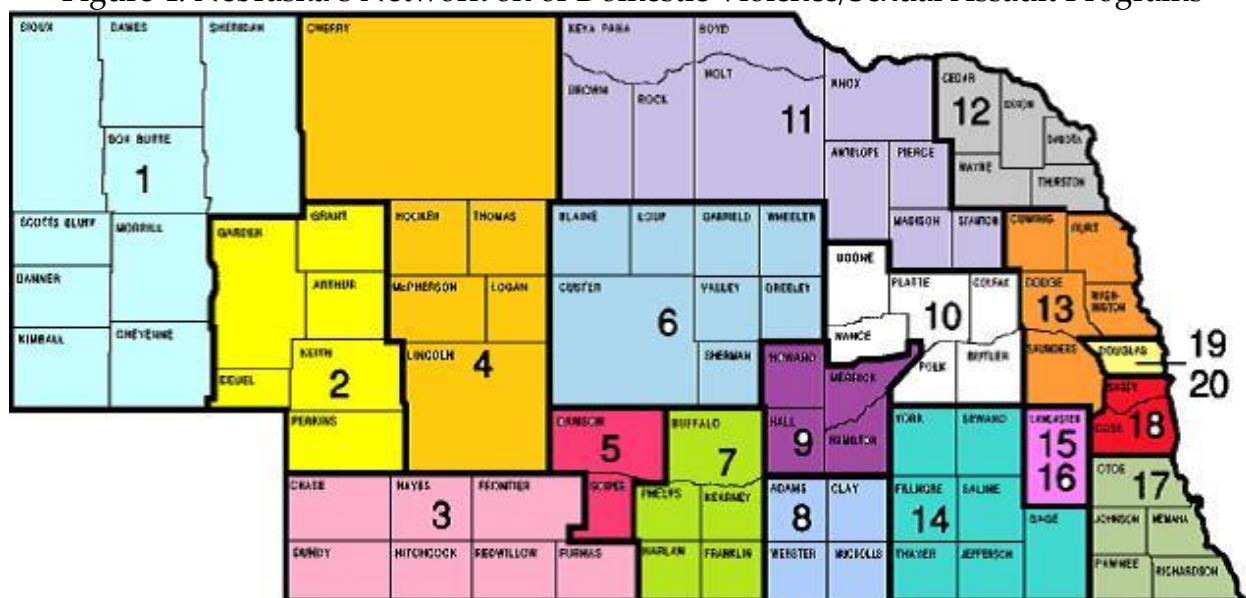 Figure 1. Nebraska's Network on of Domestic Violence/Sexual Assault Programs
SIOUX
DAWES
SHERIDAN
CHERRY
KEYA PAHA
BOYD
BROWN
ROCK
HOLT
KNOX
11
CEDAR
12
DIXON
DAKOTA
BOX BUTTE
1
ANTELOPE
PIERCE
WAYNE
THURSTON
SCOTTS BLUFF
MORRILL
GARDEN
GRANT
HOOKER
THOMAS
BLAINE
LOUP
GARFIELD
WHEELER
MADISON
STANTON
CUMING
BURT
BANNER
ARTHUR
McPHERSON
LOGAN
CUSTER
6
VALLEY
GREELEY
BOONE
PLATTE
10
COLFAX
DODGE
13
WASH-
INGTON
KIMBALL
CHEYENNE
DEUEL
KEITH
2
LINCOLN
4
SHERMAN
HOWARD
NANCE
MERRICK
POLK
BUTLER
SAUNDERS
DOUGLAS
19
20
SARPY
CASS
18
PERKINS
DAWSON
5
BUFFALO
7
HALL
9
HAMILTON
YORK
SEWARD
LANCASTER
15
16
OTOE
17
CHASE
HAYES
3
FRONTIER
GOSPER
PHELPS
KEARNEY
ADAMS
8
CLAY
FILLMORE
14
SALINE
GAGE
JOHNSON
NEMAHA
DUNDY
HITCHCOCK
REDWILLOW
FURNAS
HARLAN
FRANKLIN
WEBSTER
NUCKOLLS
THAYER
JEFFERSON
PAWNEE
RICHARDSON